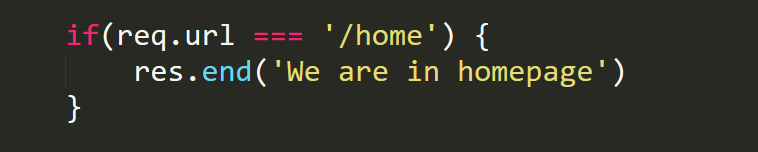 if(req.url === '/home') {
    res.end('We are in homepage')
}